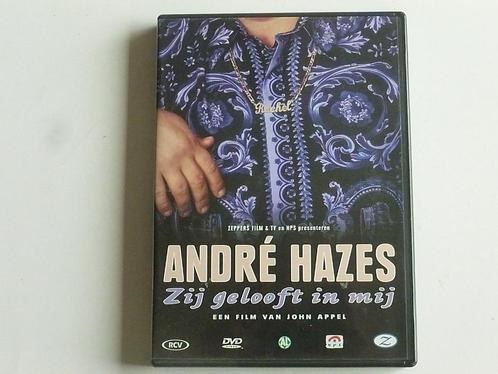 Rachel
ZEPPERS FILM & TV en NPS presenteren
ANDRÉ HAZES
Zij gelooft in mij
EEN FILM VAN JOHN APPEL
RCV DVD AL nps Z